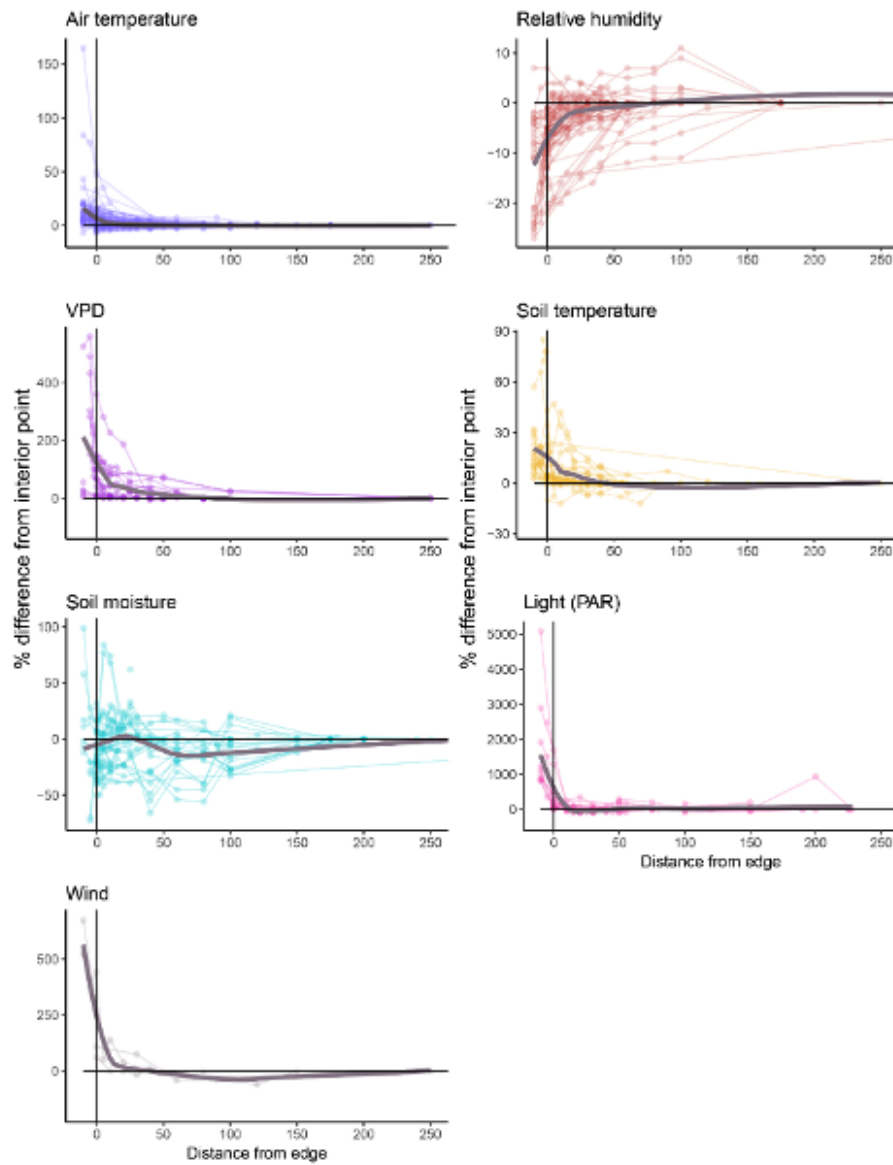 Air temperature
150
100
50
0
0 50 100 150 200 250
Relative humidity
10
0
−10
−20
0 50 100 150 200 250
VPD
400
200
0
0 50 100 150 200 250
Soil temperature
90
60
30
0
−30
0 50 100 150 200 250
% difference from interior point
% difference from interior point
Soil moisture
100
50
0
−50
0 50 100 150 200 250
Light (PAR)
5000
4000
3000
2000
1000
0
0 50 100 150 200 250
Distance from edge
Wind
500
250
0
0 50 100 150 200 250
Distance from edge